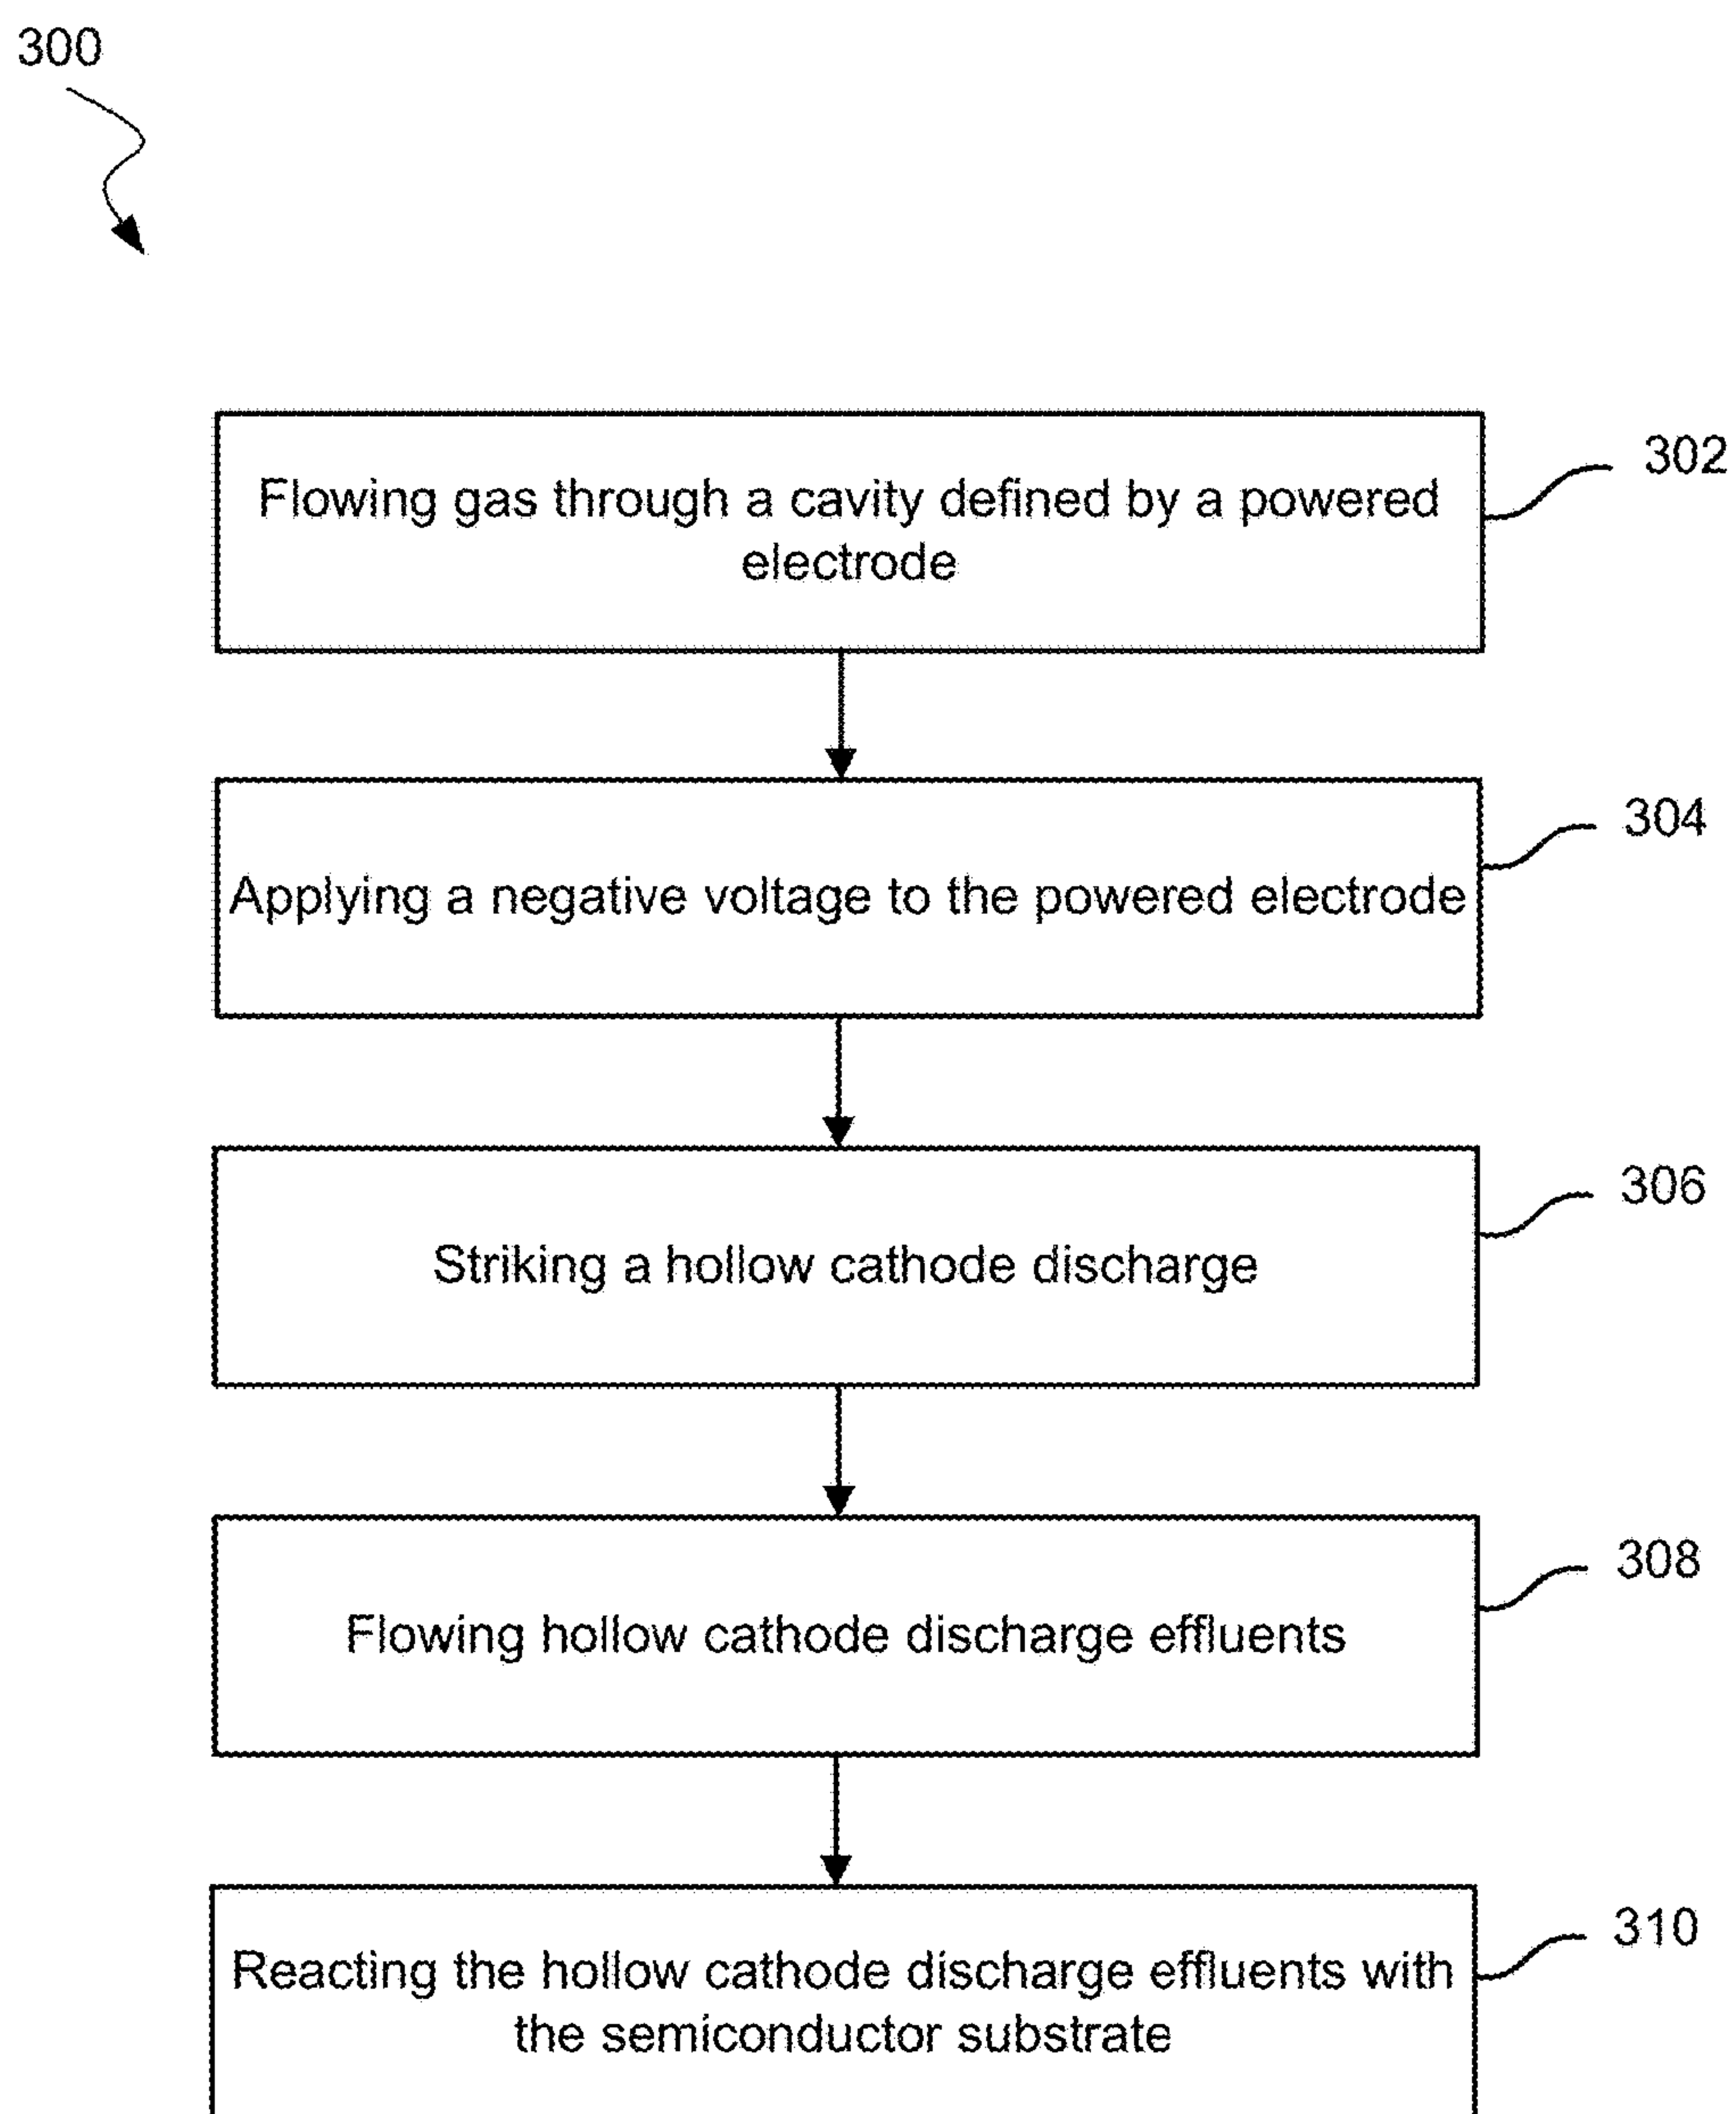 300
Flowing gas through a cavity defined by a powered
electrode
302
Applying a negative voltage to the powered electrode
304
Striking a hollow cathode discharge
306
Flowing hollow cathode discharge effluents
308
Reacting the hollow cathode discharge effluents with
the semiconductor substrate
310